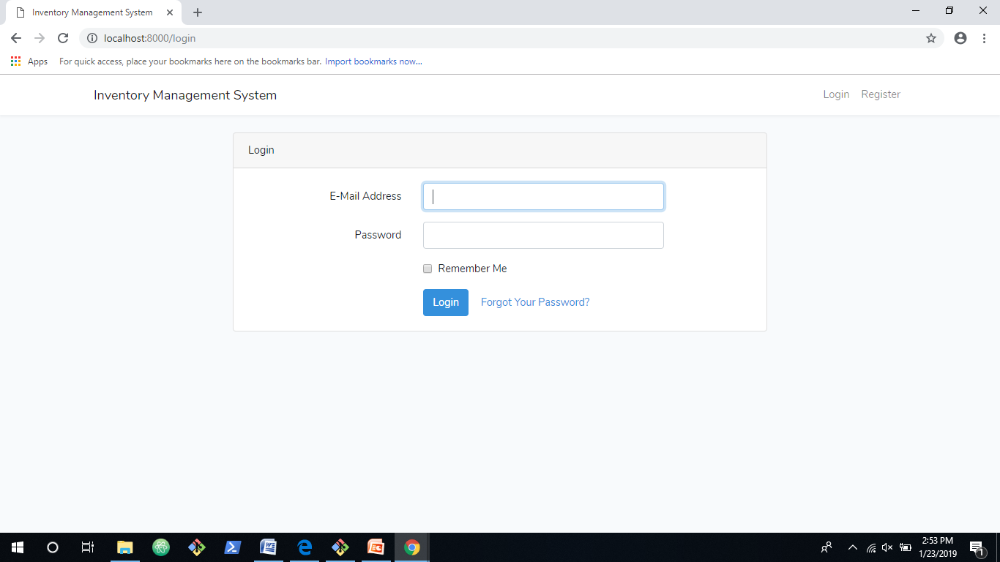 Inventory Management System
localhost:8000/login
Apps For quick access, place your bookmarks here on the bookmarks bar. Import bookmarks now...
Inventory Management System Login Register
Login
E-Mail Address
Password
Remember Me
Login Forgot Your Password?
2:53 PM
1/23/2019
1